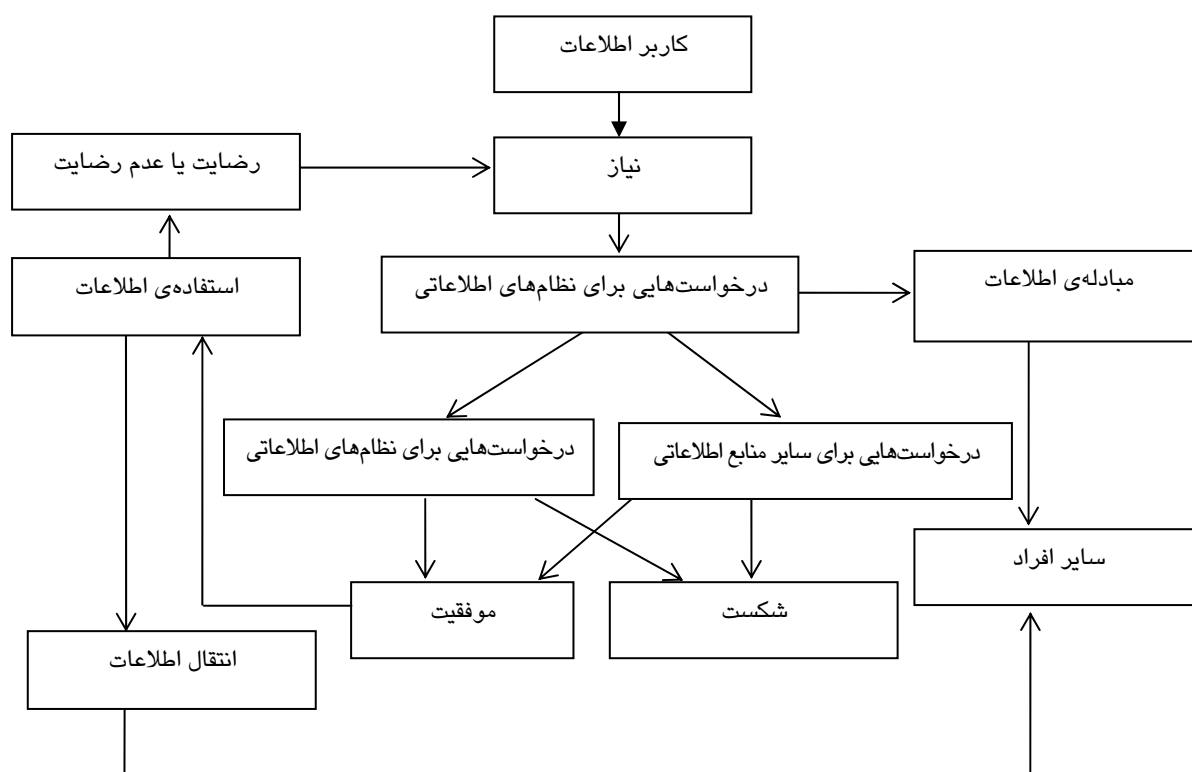 کاربر اطلاعات
رضایت یا عدم رضایت
نیاز
مبادله‌ی اطلاعات
درخواست‌هایی برای نظام‌های اطلاعاتی
استفاده‌ی اطلاعات
درخواست‌هایی برای سایر منابع اطلاعاتی
درخواست‌هایی برای نظام‌های اطلاعاتی
سایر افراد
شکست
موفقیت
انتقال اطلاعات